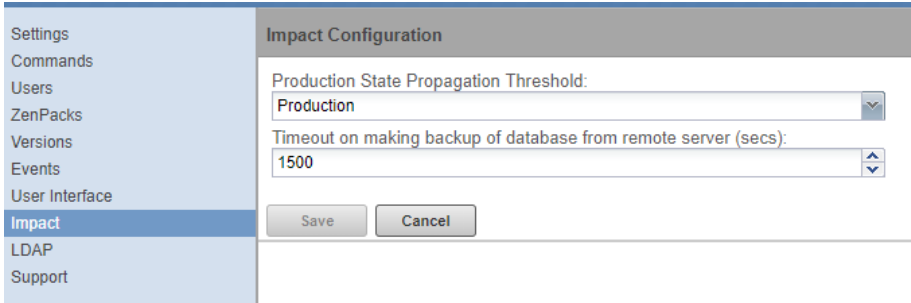 Settings
Commands
Users
ZenPacks
Versions
Events
User Interface
Impact
LDAP
Support
Impact Configuration
Production State Propagation Threshold:
Production
Timeout on making backup of database from remote server (secs):
1500
Save Cancel